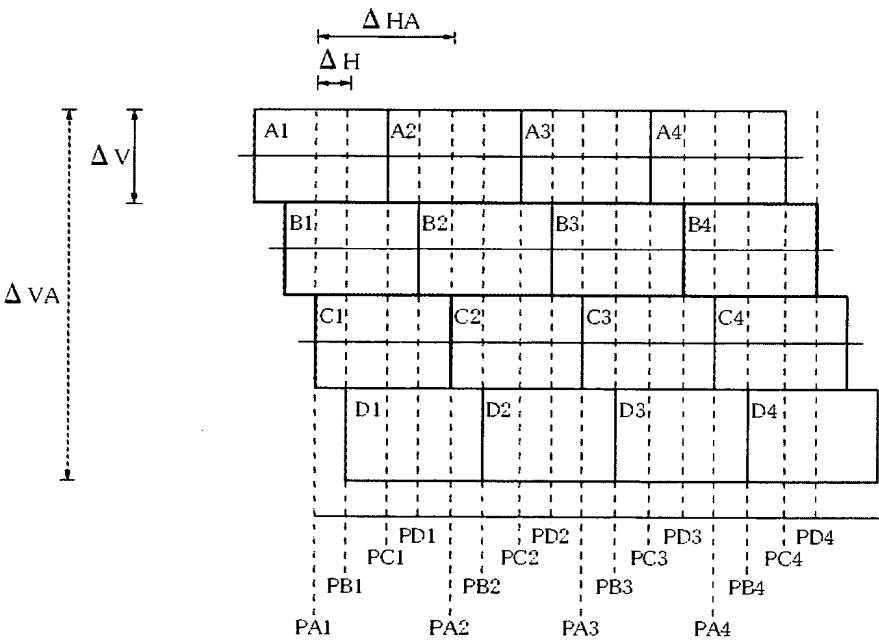 Δ HA
Δ H
A1 A2 A3 A4
Δ V
B1 B2 B3 B4
Δ VA
C1 C2 C3 C4
D1 D2 D3 D4
PD1 PD2 PD3 PD4
PC1 PC2 PC3 PC4
PB1 PB2 PB3 PB4
PA1 PA2 PA3 PA4